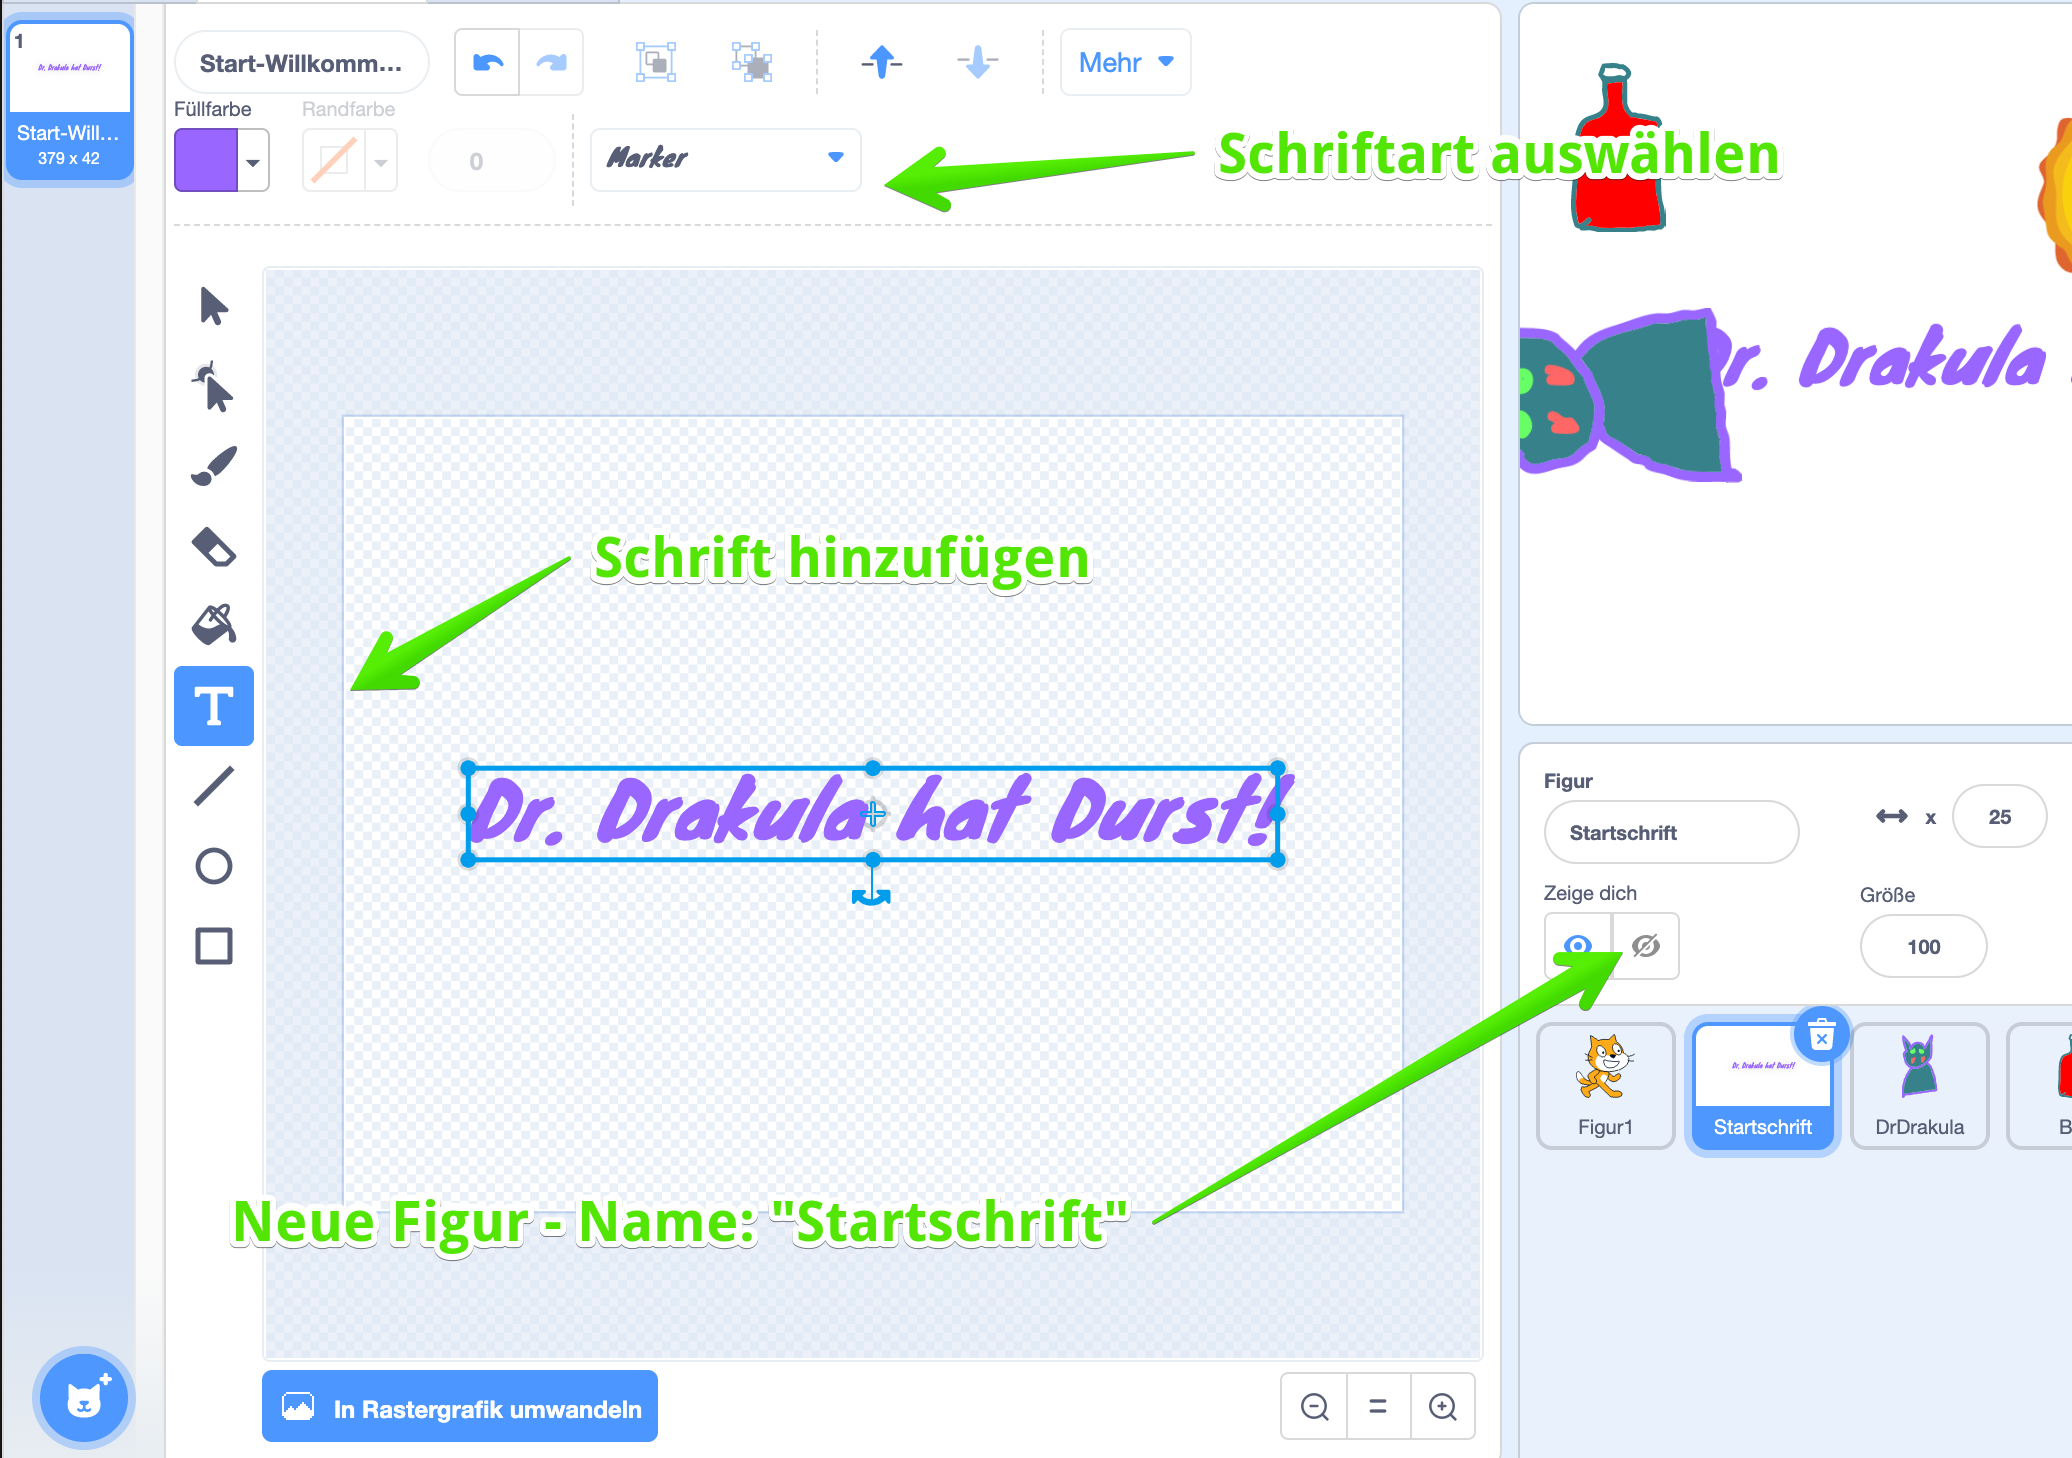 1
Dr. Drakula hat Durst!
Start-Will...
379 x 42
Start-Willkomm...
Mehr
Füllfarbe
Randfarbe
0
Marker
Schriftart auswählen
Schrift hinzufügen
Dr. Drakula hat Durst!
Neue Figur - Name: "Startschrift"
In Rastergrafik umwandeln
Dr. Drakula
Figur
Startschrift
x
25
Zeige dich
Größe
100
Figur1
Dr. Drakula hat Durst!
Startschrift
DrDrakula
B